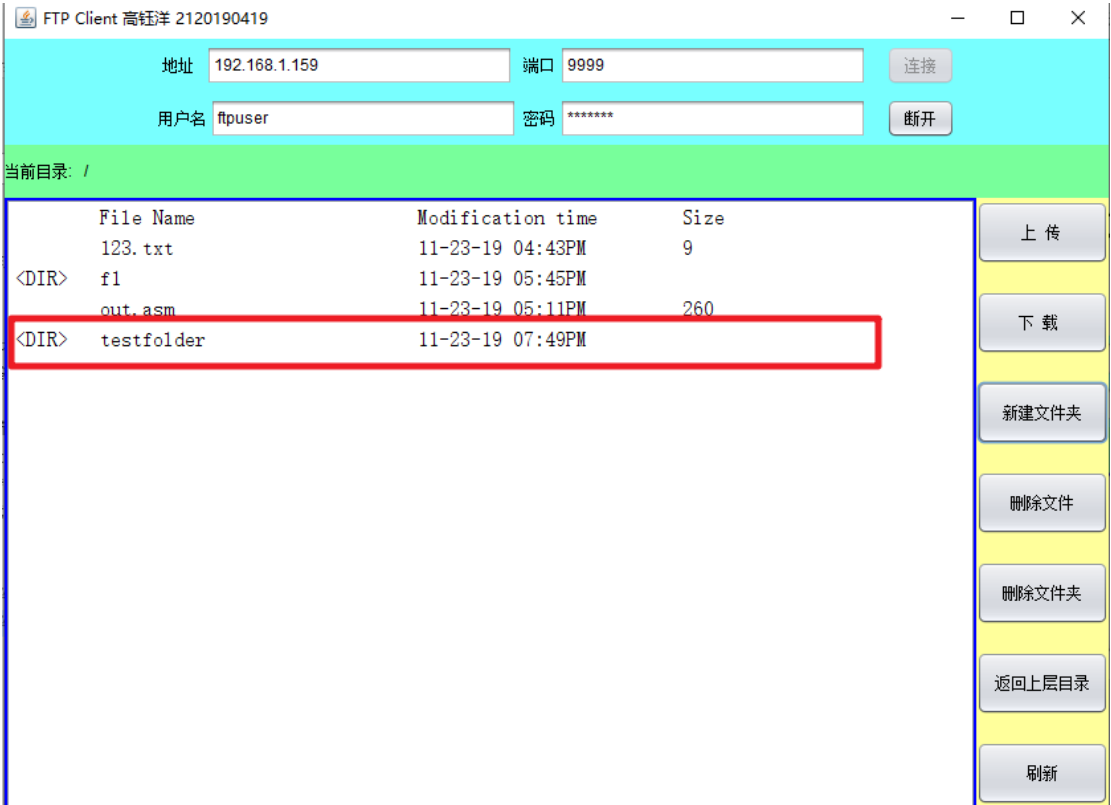 FTP Client 高钰洋 2120190419
地址 192.168.1.159 端口 9999 连接
用户名 ftpuser 密码 ******* 断开
当前目录: /
File Name Modification time Size
123.txt 11-23-19 04:43PM 9
<DIR> f1 11-23-19 05:45PM
out.asm 11-23-19 05:11PM 260
<DIR> testfolder 11-23-19 07:49PM
上 传
下 载
新建文件夹
删除文件
删除文件夹
返回上层目录
刷新